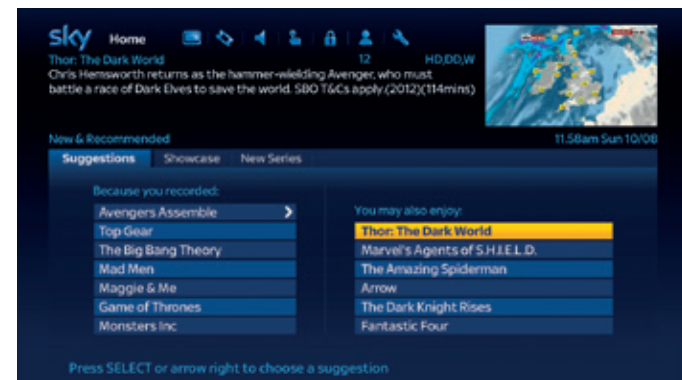 sky Home
Thor: The Dark World 12 HD,DD,W
Chris Hemsworth returns as the hammer-wielding Avenger, who must
battle a race of Dark Elves to save the world. SBO T&Cs apply.(2012)(114mins)
New & Recommended 11.58am Sun 10/08
Suggestions Showcase New Series
Because you recorded:
Avengers Assemble
Top Gear
The Big Bang Theory
Mad Men
Maggie & Me
Game of Thrones
Monsters Inc
You may also enjoy:
Thor: The Dark World
Marvel's Agents of S.H.I.E.L.D.
The Amazing Spiderman
Arrow
The Dark Knight Rises
Fantastic Four
Press SELECT or arrow right to choose a suggestion